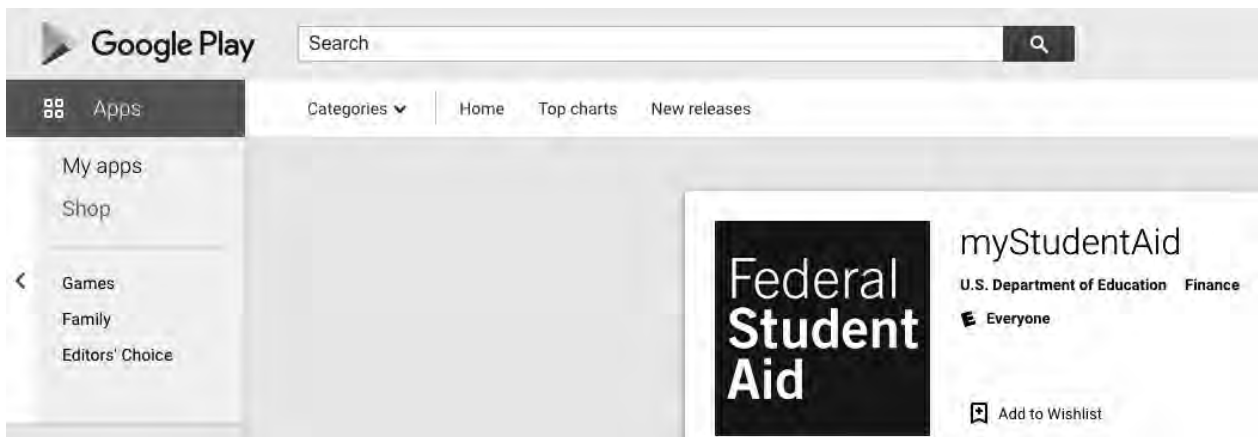 Google Play Search
Apps Categories Home Top charts New releases
My apps
Shop
Games
Family
Editors' Choice
Federal
Student
Aid
myStudentAid
U.S. Department of Education Finance
E Everyone
Add to Wishlist